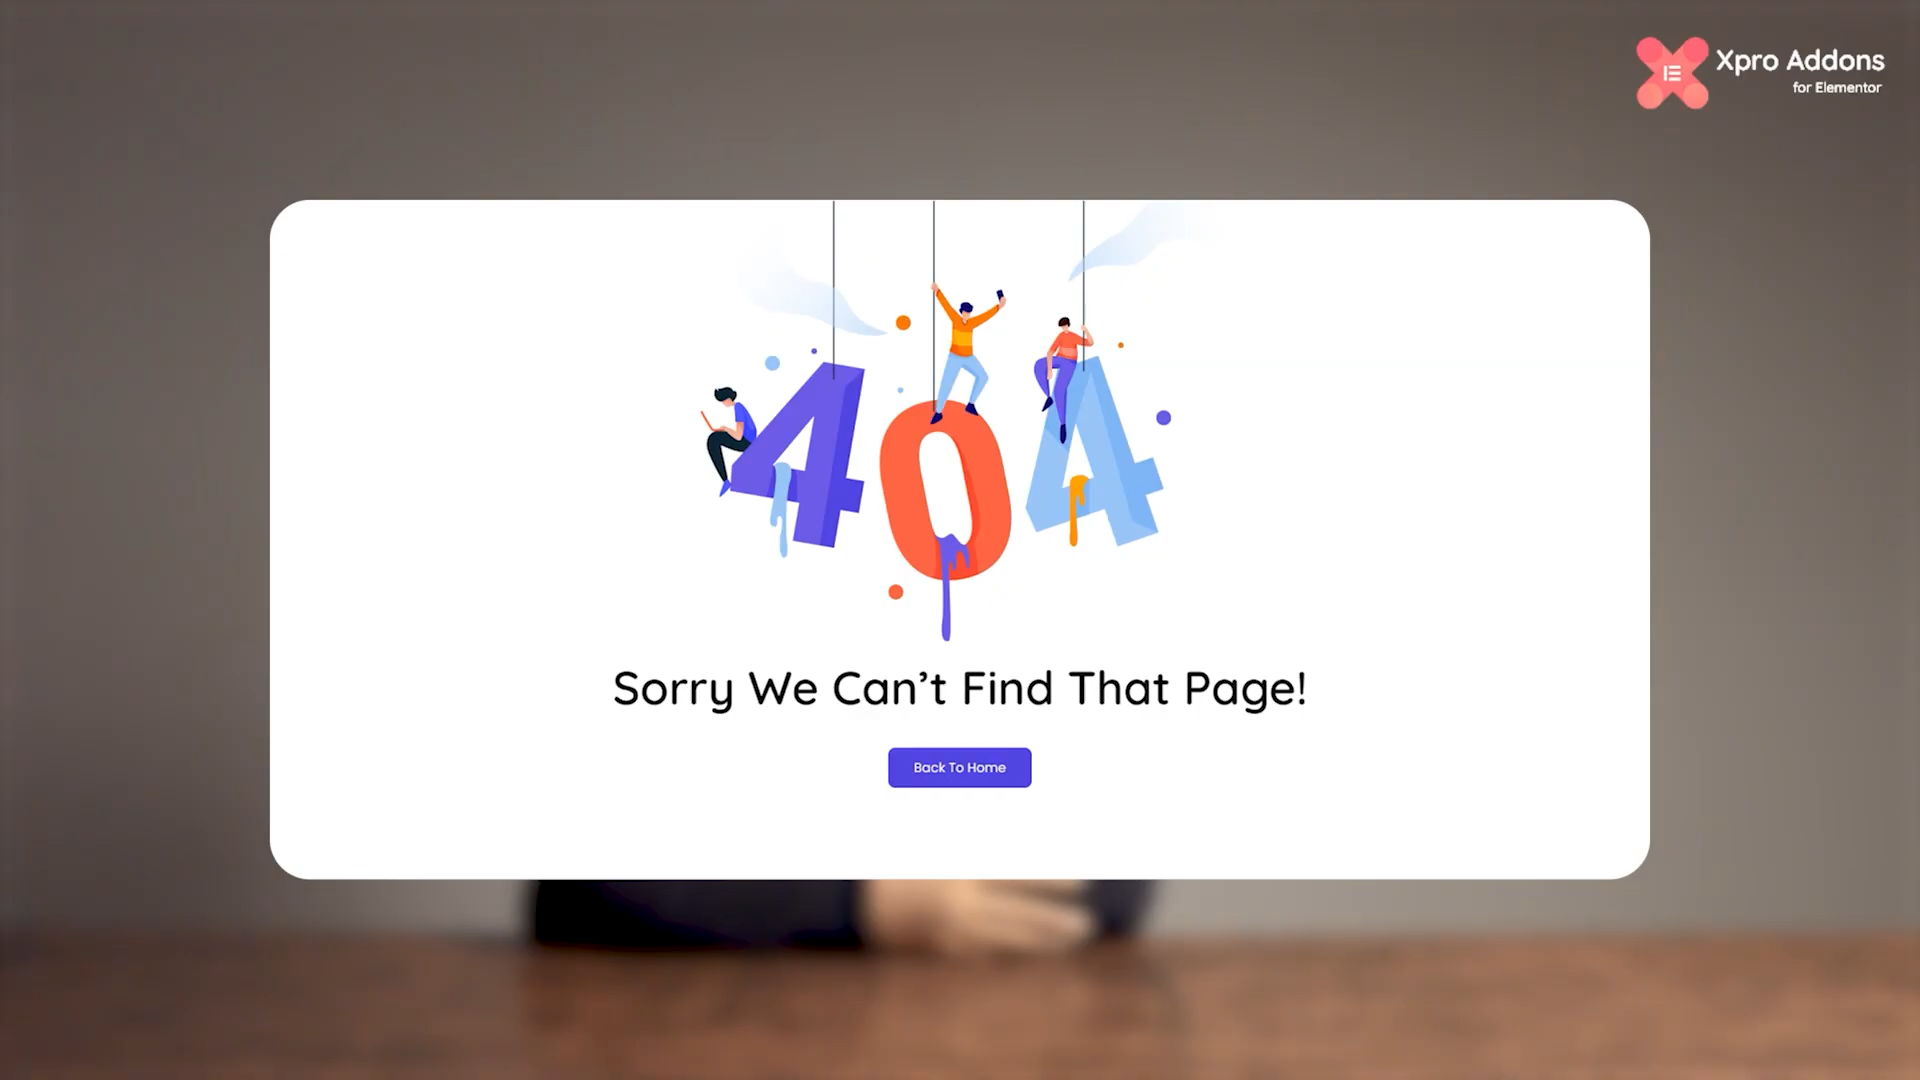 Xpro Addons
for Elementor
404
Sorry We Can’t Find That Page!
Back To Home